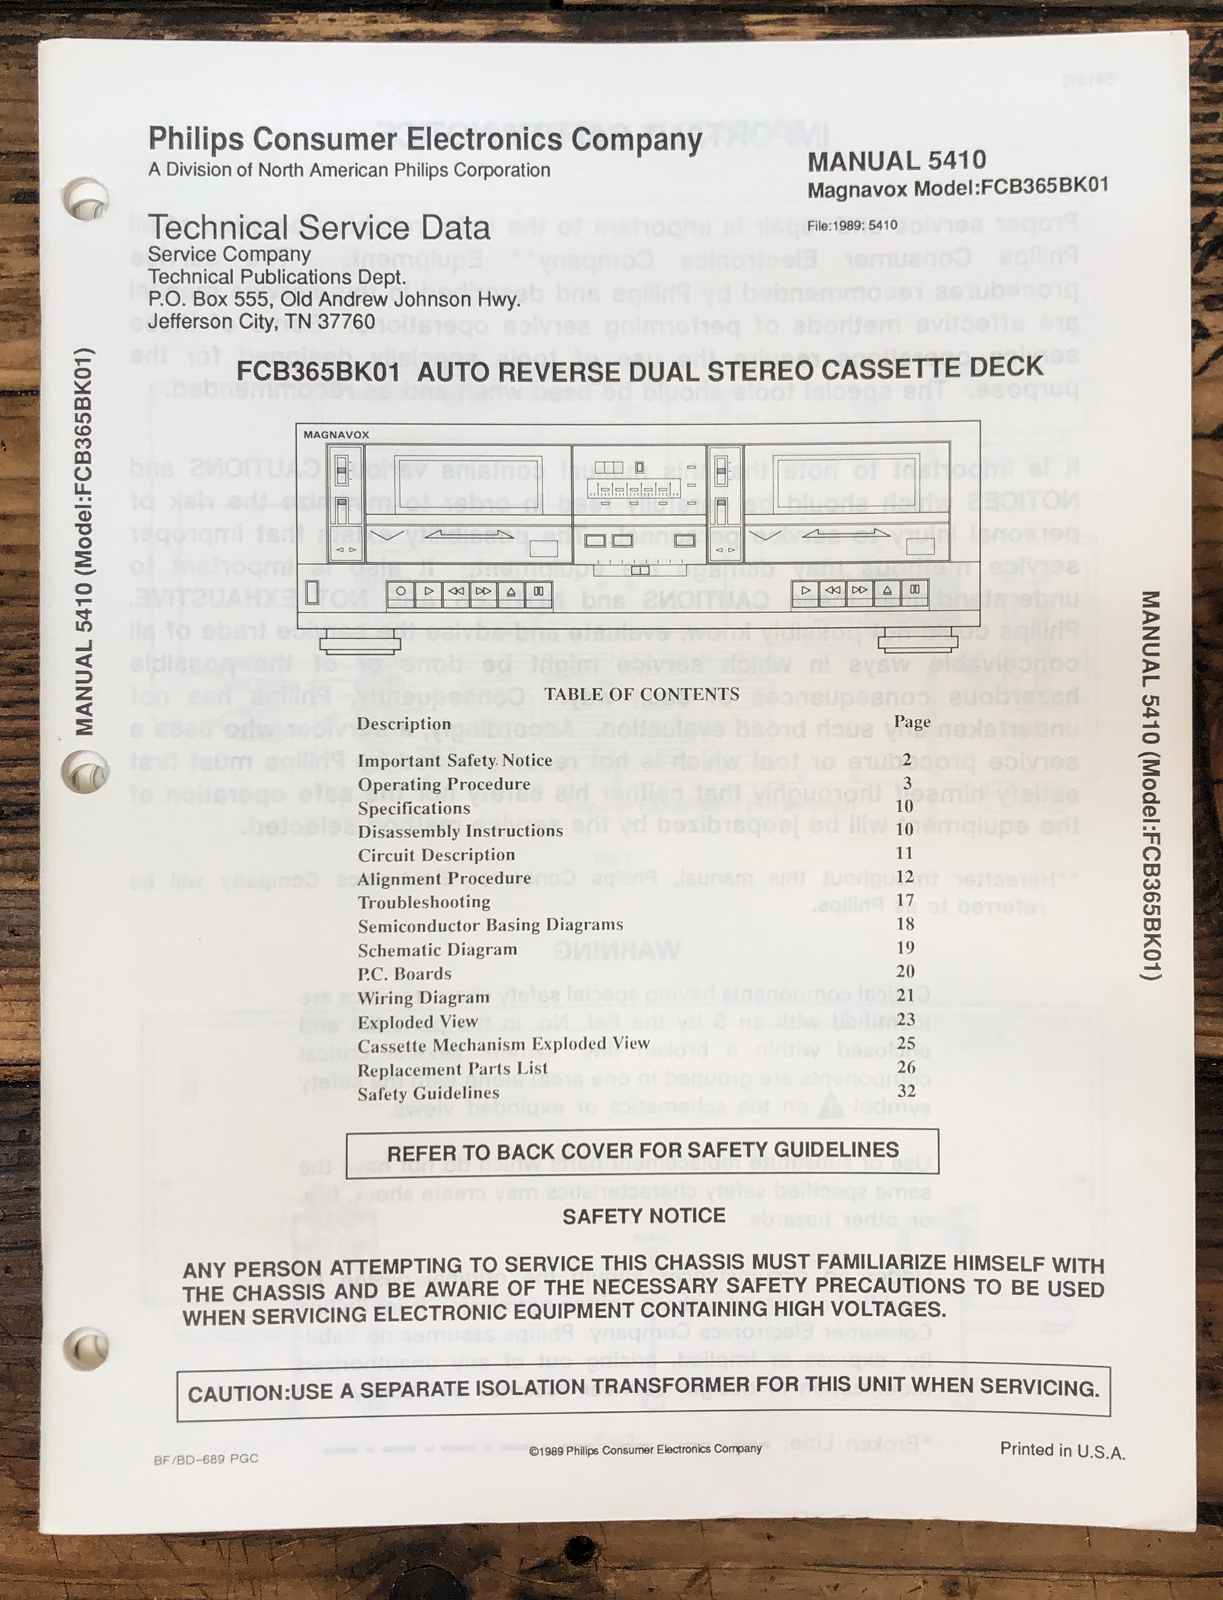 Philips Consumer Electronics Company
A Division of North American Philips Corporation
MANUAL 5410
Magnavox Model:FCB365BK01
File:1989: 5410
Technical Service Data
Service Company
Technical Publications Dept.
P.O. Box 555, Old Andrew Johnson Hwy.
Jefferson City, TN 37760
MANUAL 5410 (Model:FCB365BK01)
FCB365BK01 AUTO REVERSE DUAL STEREO CASSETTE DECK
MAGNAVOX
MANUAL 5410 (Model:FCB365BK01)
TABLE OF CONTENTS
Description Page
Important Safety Notice 2
Operating Procedure 3
Specifications 10
Disassembly Instructions 10
Circuit Description 11
Alignment Procedure 12
Troubleshooting 17
Semiconductor Basing Diagrams 18
Schematic Diagram 19
P.C. Boards 20
Wiring Diagram 21
Exploded View 23
Cassette Mechanism Exploded View 25
Replacement Parts List 26
Safety Guidelines 32
REFER TO BACK COVER FOR SAFETY GUIDELINES
SAFETY NOTICE
ANY PERSON ATTEMPTING TO SERVICE THIS CHASSIS MUST FAMILIARIZE HIMSELF WITH
THE CHASSIS AND BE AWARE OF THE NECESSARY SAFETY PRECAUTIONS TO BE USED
WHEN SERVICING ELECTRONIC EQUIPMENT CONTAINING HIGH VOLTAGES.
CAUTION:USE A SEPARATE ISOLATION TRANSFORMER FOR THIS UNIT WHEN SERVICING.
BF/BD-689 PGC
©1989 Philips Consumer Electronics Company
Printed in U.S.A.